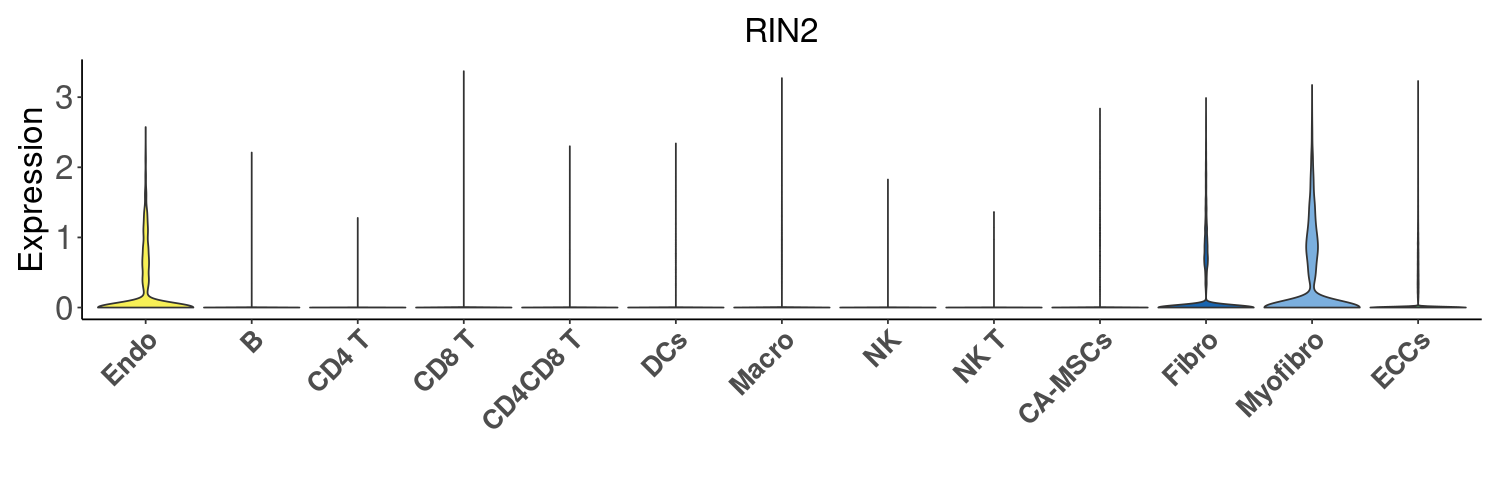 RIN2
Expression
3
2
1
0
Endo
B
CD4 T
CD8 T
CD4CD8 T
DCs
Macro
NK
NK T
CA-MSCs
Fibro
Myofibro
ECCs